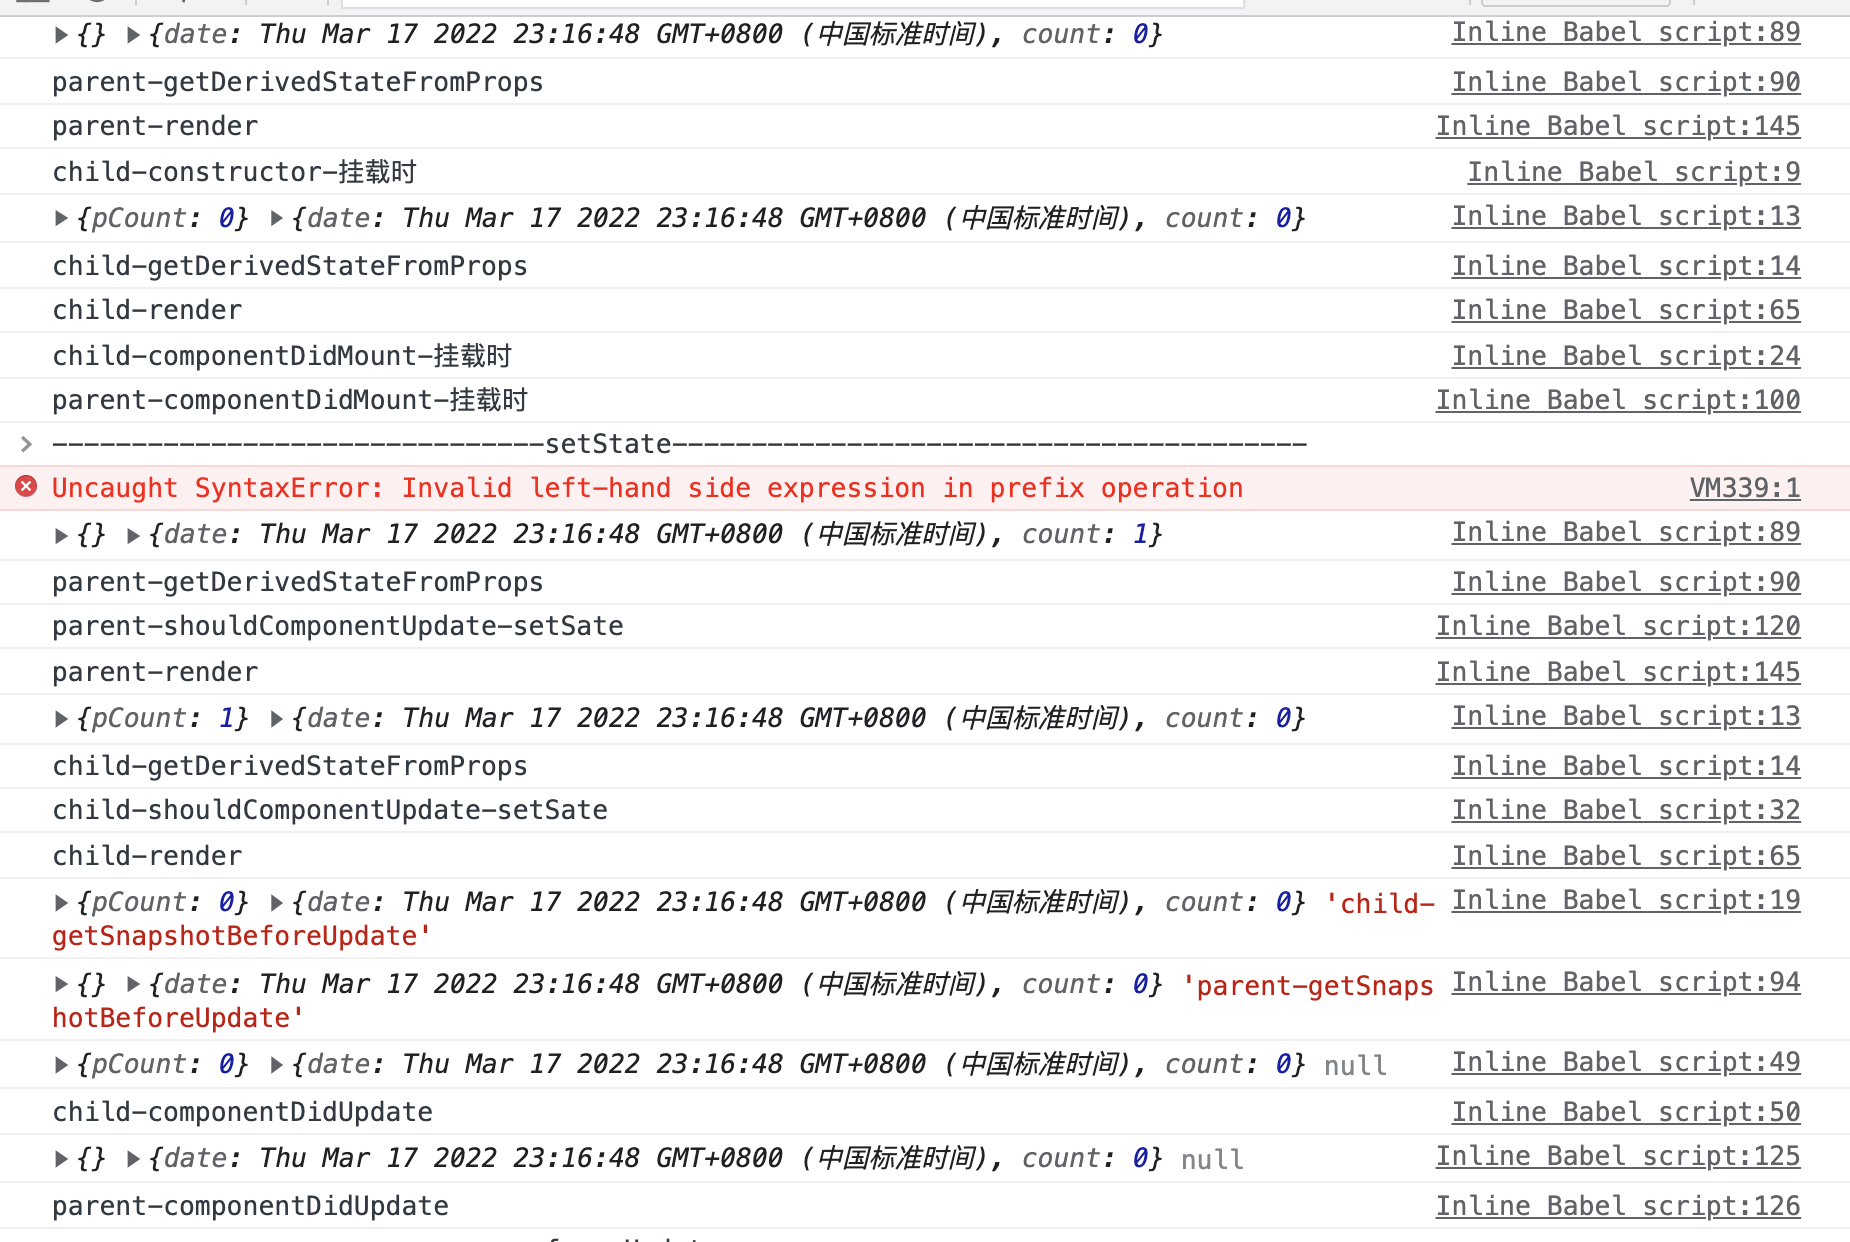 ▶{} ▶{date: Thu Mar 17 2022 23:16:48 GMT+0800 (中国标准时间), count: 0} Inline Babel script:89
parent-getDerivedStateFromProps Inline Babel script:90
parent-render Inline Babel script:145
child-constructor-挂载时 Inline Babel script:9
▶{pCount: 0} ▶{date: Thu Mar 17 2022 23:16:48 GMT+0800 (中国标准时间), count: 0} Inline Babel script:13
child-getDerivedStateFromProps Inline Babel script:14
child-render Inline Babel script:65
child-componentDidMount-挂载时 Inline Babel script:24
parent-componentDidMount-挂载时 Inline Babel script:100
> -------------------------------setState----------------------------------------
Uncaught SyntaxError: Invalid left-hand side expression in prefix operation VM339:1
▶{} ▶{date: Thu Mar 17 2022 23:16:48 GMT+0800 (中国标准时间), count: 1} Inline Babel script:89
parent-getDerivedStateFromProps Inline Babel script:90
parent-shouldComponentUpdate-setSate Inline Babel script:120
parent-render Inline Babel script:145
▶{pCount: 1} ▶{date: Thu Mar 17 2022 23:16:48 GMT+0800 (中国标准时间), count: 0} Inline Babel script:13
child-getDerivedStateFromProps Inline Babel script:14
child-shouldComponentUpdate-setSate Inline Babel script:32
child-render Inline Babel script:65
▶{pCount: 0} ▶{date: Thu Mar 17 2022 23:16:48 GMT+0800 (中国标准时间), count: 0} 'child- Inline Babel script:19
getSnapshotBeforeUpdate'
▶{} ▶{date: Thu Mar 17 2022 23:16:48 GMT+0800 (中国标准时间), count: 0} 'parent-getSnaps Inline Babel script:94
hotBeforeUpdate'
▶{pCount: 0} ▶{date: Thu Mar 17 2022 23:16:48 GMT+0800 (中国标准时间), count: 0} null Inline Babel script:49
child-componentDidUpdate Inline Babel script:50
▶{} ▶{date: Thu Mar 17 2022 23:16:48 GMT+0800 (中国标准时间), count: 0} null Inline Babel script:125
parent-componentDidUpdate Inline Babel script:126